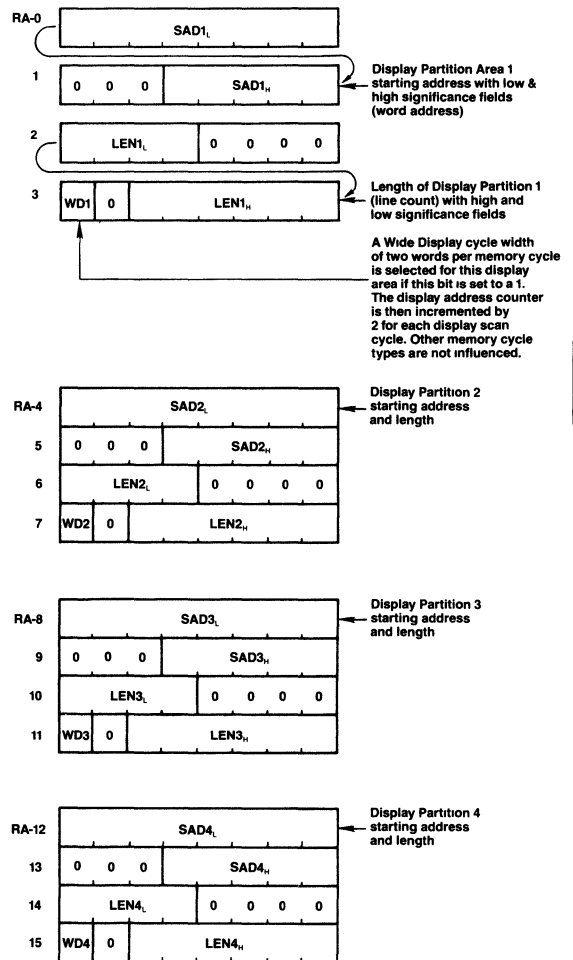 RA-0
SAD1L
1
0 0 0 SAD1H
Display Partition Area 1
starting address with low &
high significance fields
(word address)
2
LEN1L 0 0 0 0
3
WD1 0 LEN1H
Length of Display Partition 1
(line count) with high and
low significance fields
A Wide Display cycle width
of two words per memory cycle
is selected for this display
area if this bit is set to a 1.
The display address counter
is then incremented by
2 for each display scan
cycle. Other memory cycle
types are not influenced.
RA-4
SAD2L
Display Partition 2
starting address
and length
5
0 0 0 SAD2H
6
LEN2L 0 0 0 0
7
WD2 0 LEN2H
RA-8
SAD3L
Display Partition 3
starting address
and length
9
0 0 0 SAD3H
10
LEN3L 0 0 0 0
11
WD3 0 LEN3H
RA-12
SAD4L
Display Partition 4
starting address
and length
13
0 0 0 SAD4H
14
LEN4L 0 0 0 0
15
WD4 0 LEN4H